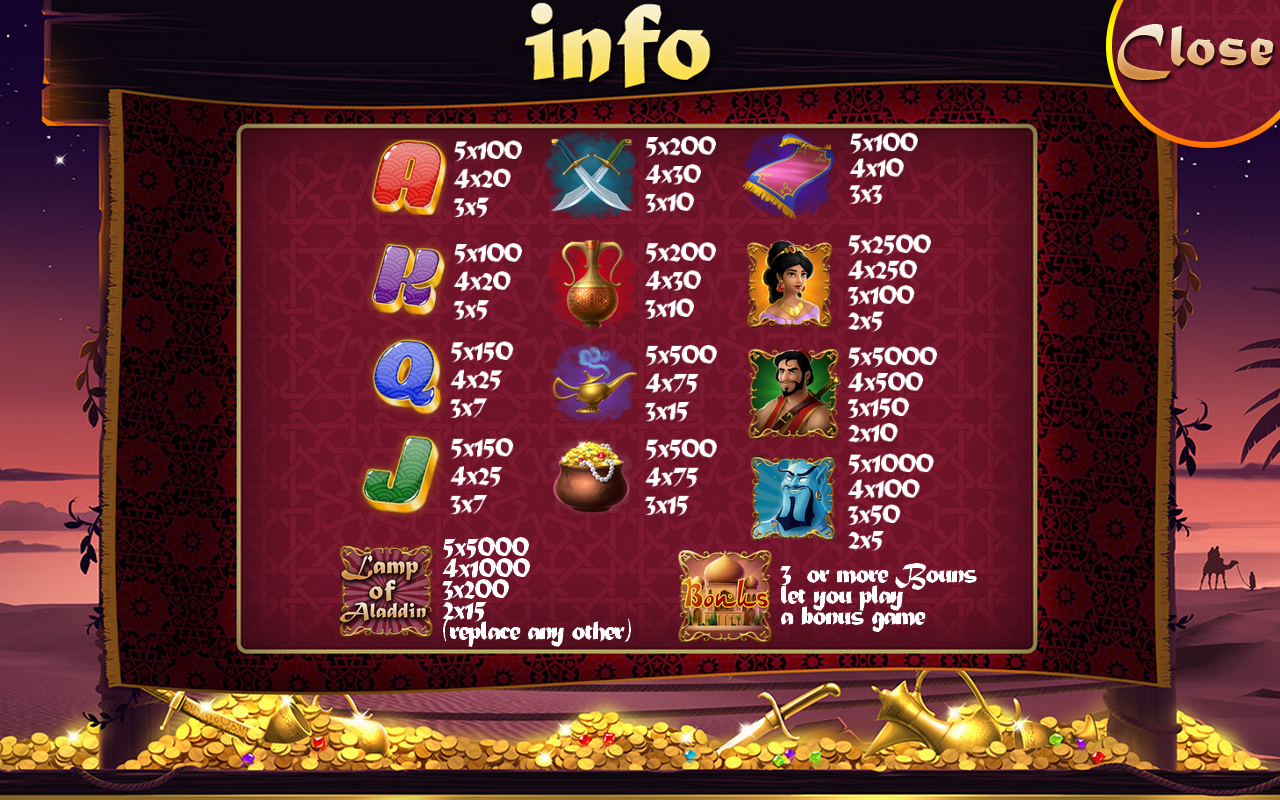 info
Close
A
5x100
4x20
3x5
5x200
4x30
3x10
5x100
4x10
3x3
K
5x100
4x20
3x5
5x200
4x30
3x10
5x2500
4x250
3x100
2x5
Q
5x150
4x25
3x7
5x500
4x75
3x15
5x5000
4x500
3x150
2x10
J
5x150
4x25
3x7
5x500
4x75
3x15
5x1000
4x100
3x50
2x5
Lamp
of
Aladdin
5x5000
4x1000
3x200
2x15
(replace any other)
Bonus
3 or more Bouns
let you play
a bonus game